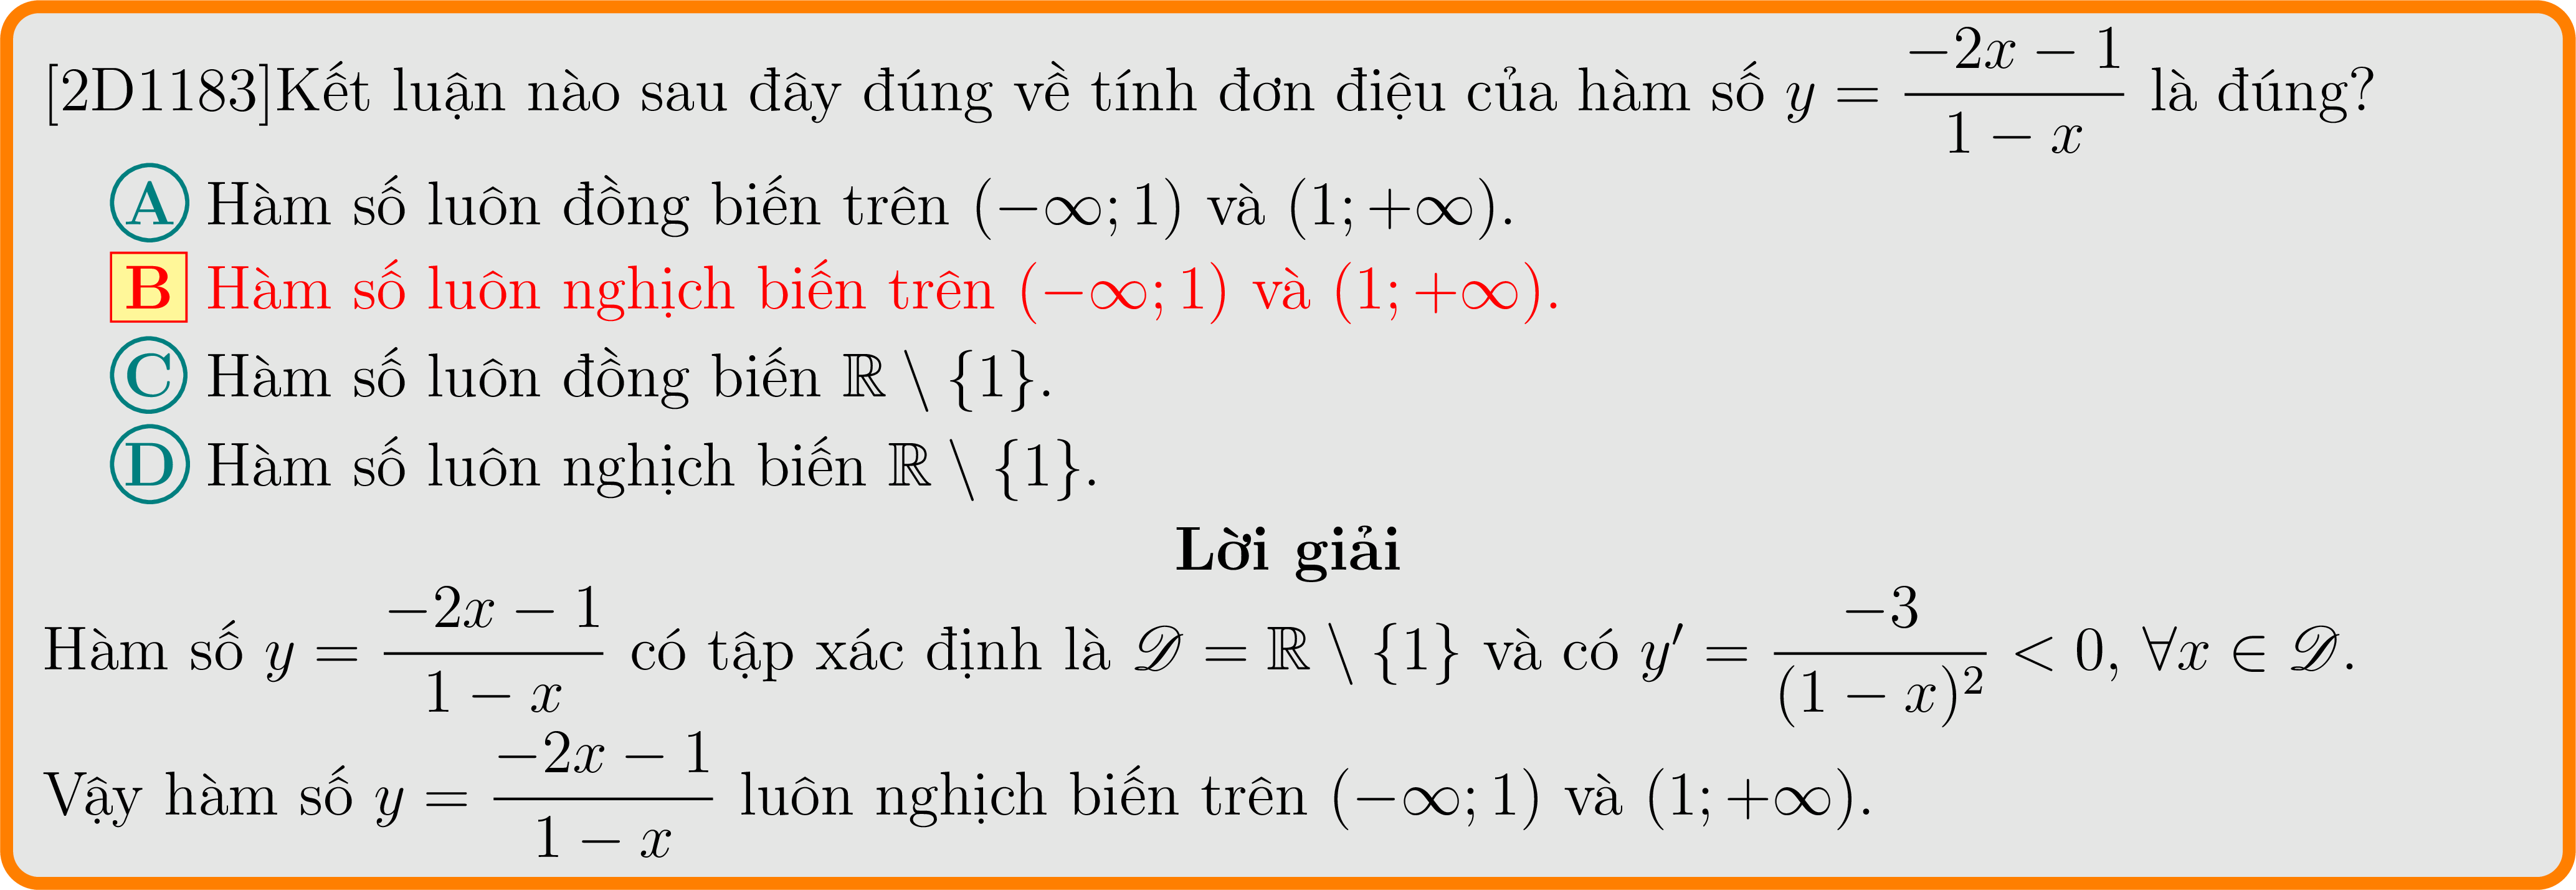 [2D1183]Kết luận nào sau đây đúng về tính đơn điệu của hàm số $y = \dfrac{-2x-1}{1-x}$ là đúng?
A Hàm số luôn đồng biến trên $(-\infty; 1)$ và $(1; +\infty)$.
B Hàm số luôn nghịch biến trên $(-\infty; 1)$ và $(1; +\infty)$.
C Hàm số luôn đồng biến $\mathbb{R} \setminus \{1\}$.
D Hàm số luôn nghịch biến $\mathbb{R} \setminus \{1\}$.
Lời giải
Hàm số $y = \dfrac{-2x-1}{1-x}$ có tập xác định là $\mathscr{D} = \mathbb{R} \setminus \{1\}$ và có $y' = \dfrac{-3}{(1-x)^2} < 0, \forall x \in \mathscr{D}$.
Vậy hàm số $y = \dfrac{-2x-1}{1-x}$ luôn nghịch biến trên $(-\infty; 1)$ và $(1; +\infty)$.